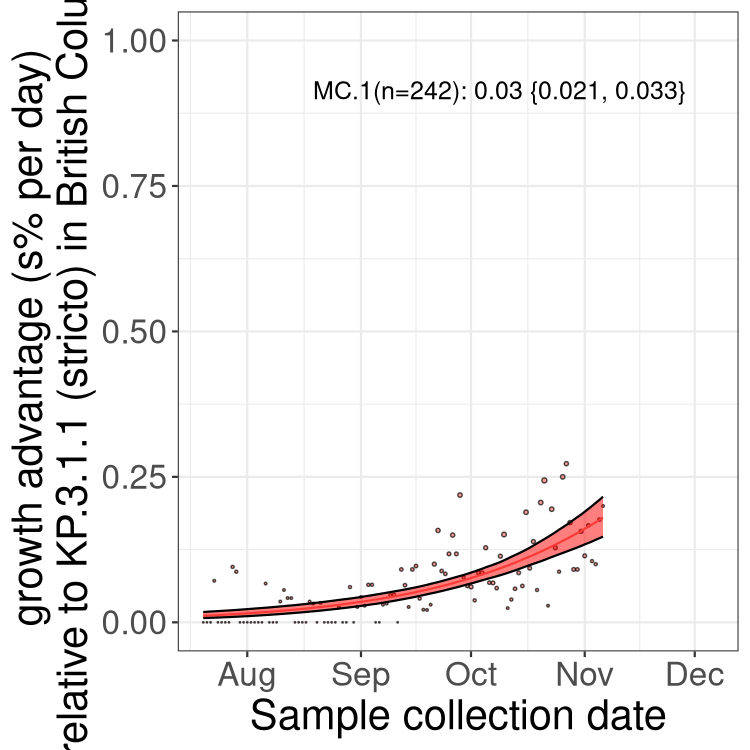 growth advantage (s% per day)
relative to KP.3.1.1 (stricto) in British Colu
1.00
0.75
0.50
0.25
0.00
MC.1(n=242): 0.03 {0.021, 0.033}
Aug Sep Oct Nov Dec
Sample collection date